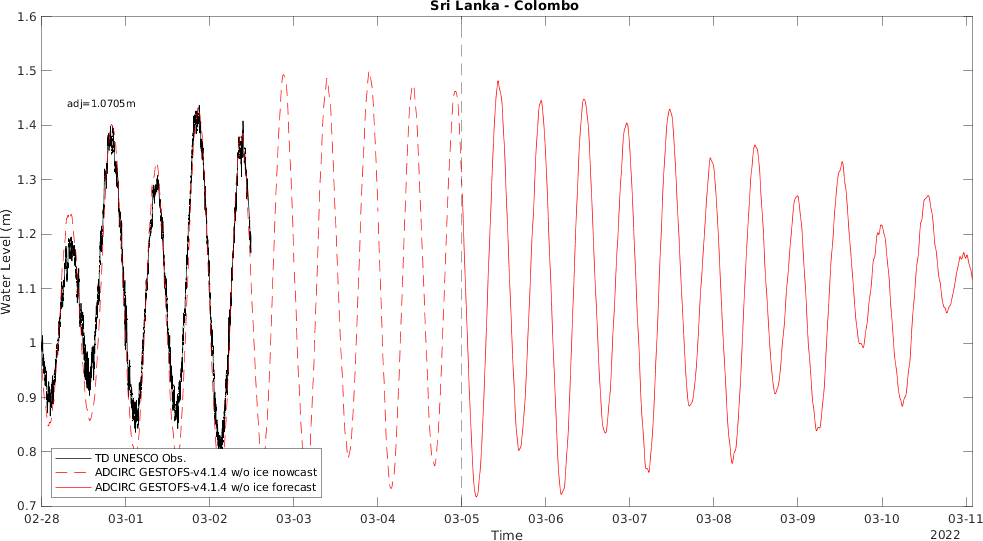 Sri Lanka - Colombo
1.6
1.5
1.4
1.3
1.2
1.1
1
0.9
0.8
0.7
Water Level (m)
adj=1.0705m
TD UNESCO Obs.
ADCIRC GESTOFS-v4.1.4 w/o ice nowcast
ADCIRC GESTOFS-v4.1.4 w/o ice forecast
02-28 03-01 03-02 03-03 03-04 03-05 03-06 03-07 03-08 03-09 03-10 03-11
Time
2022